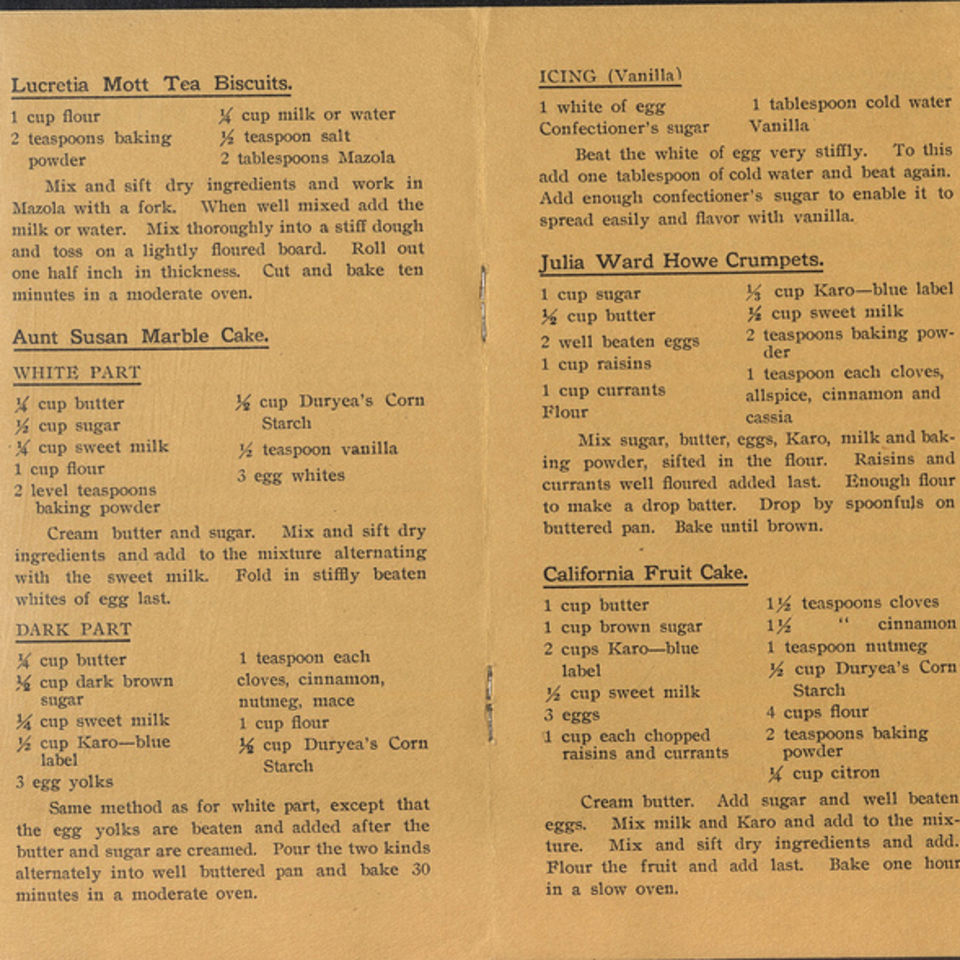 Lucretia Mott Tea Biscuits.
1 cup flour
2 teaspoons baking
powder
¼ cup milk or water
½ teaspoon salt
2 tablespoons Mazola
Mix and sift dry ingredients and work in
Mazola with a fork. When well mixed add the
milk or water. Mix thoroughly into a stiff dough
and toss on a lightly floured board. Roll out
one half inch in thickness. Cut and bake ten
minutes in a moderate oven.
Aunt Susan Marble Cake.
WHITE PART
¼ cup butter
½ cup sugar
¼ cup sweet milk
1 cup flour
2 level teaspoons
baking powder
½ cup Duryea's Corn
Starch
½ teaspoon vanilla
3 egg whites
Cream butter and sugar. Mix and sift dry
ingredients and add to the mixture alternating
with the sweet milk. Fold in stiffly beaten
whites of egg last.
DARK PART
¼ cup butter
½ cup dark brown
sugar
¼ cup sweet milk
½ cup Karo—blue
label
3 egg yolks
1 teaspoon each
cloves, cinnamon,
nutmeg, mace
1 cup flour
½ cup Duryea's Corn
Starch
Same method as for white part, except that
the egg yolks are beaten and added after the
butter and sugar are creamed. Pour the two kinds
alternately into well buttered pan and bake 30
minutes in a moderate oven.
ICING (Vanilla)
1 white of egg
Confectioner's sugar
1 tablespoon cold water
Vanilla
Beat the white of egg very stiffly. To this
add one tablespoon of cold water and beat again.
Add enough confectioner's sugar to enable it to
spread easily and flavor with vanilla.
Julia Ward Howe Crumpets.
1 cup sugar
½ cup butter
2 well beaten eggs
1 cup raisins
1 cup currants
Flour
⅓ cup Karo—blue label
½ cup sweet milk
2 teaspoons baking pow-
der
1 teaspoon each cloves,
allspice, cinnamon and
cassia
Mix sugar, butter, eggs, Karo, milk and bak-
ing powder, sifted in the flour. Raisins and
currants well floured added last. Enough flour
to make a drop batter. Drop by spoonfuls on
buttered pan. Bake until brown.
California Fruit Cake.
1 cup butter
1 cup brown sugar
2 cups Karo—blue
label
½ cup sweet milk
3 eggs
1 cup each chopped
raisins and currants
1½ teaspoons cloves
1½ " cinnamon
1 teaspoon nutmeg
½ cup Duryea's Corn
Starch
4 cups flour
2 teaspoons baking
powder
¼ cup citron
Cream butter. Add sugar and well beaten
eggs. Mix milk and Karo and add to the mix-
ture. Mix and sift dry ingredients and add.
Flour the fruit and add last. Bake one hour
in a slow oven.